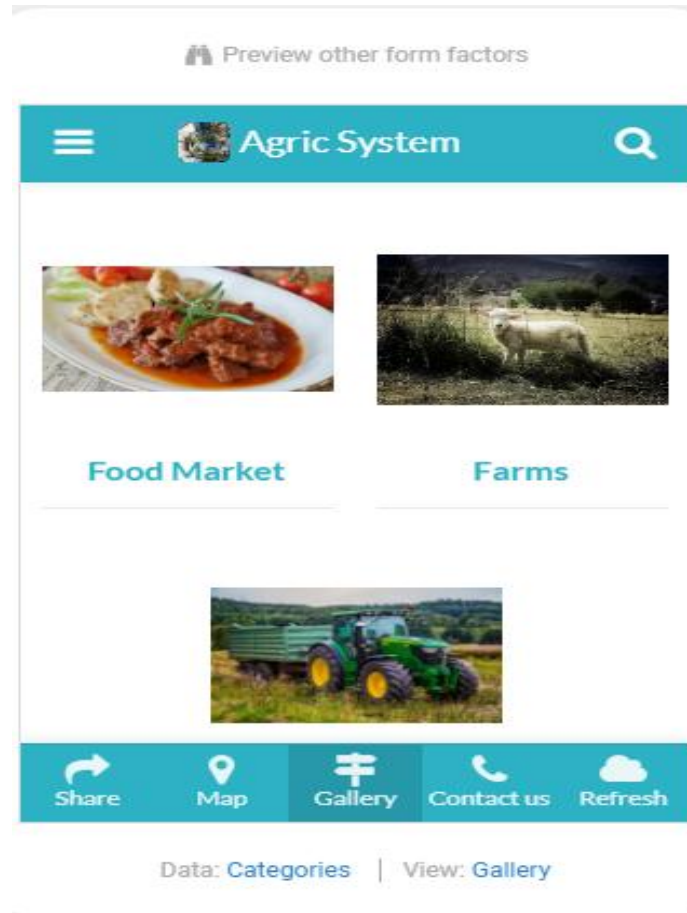 Preview other form factors
Agric System
Food Market Farms
Share Map Gallery Contact us Refresh
Data: Categories | View: Gallery